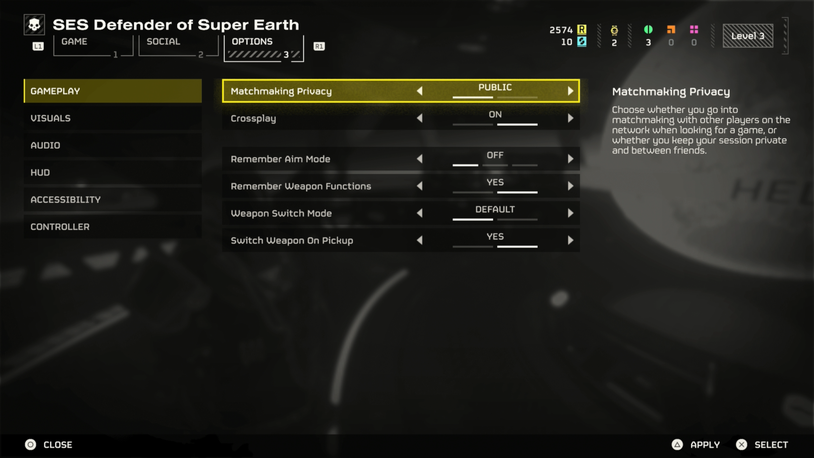 SES Defender of Super Earth
2574 R
10 S
2
3
0
0
Level 3
L1
GAME 1
SOCIAL 2
OPTIONS 3
R1
GAMEPLAY
VISUALS
AUDIO
HUD
ACCESSIBILITY
CONTROLLER
Matchmaking Privacy PUBLIC
Crossplay ON
Remember Aim Mode OFF
Remember Weapon Functions YES
Weapon Switch Mode DEFAULT
Switch Weapon On Pickup YES
Matchmaking Privacy
Choose whether you go into
matchmaking with other players on the
network when looking for a game, or
whether you keep your session private
and between friends.
HEL
CLOSE
APPLY
SELECT